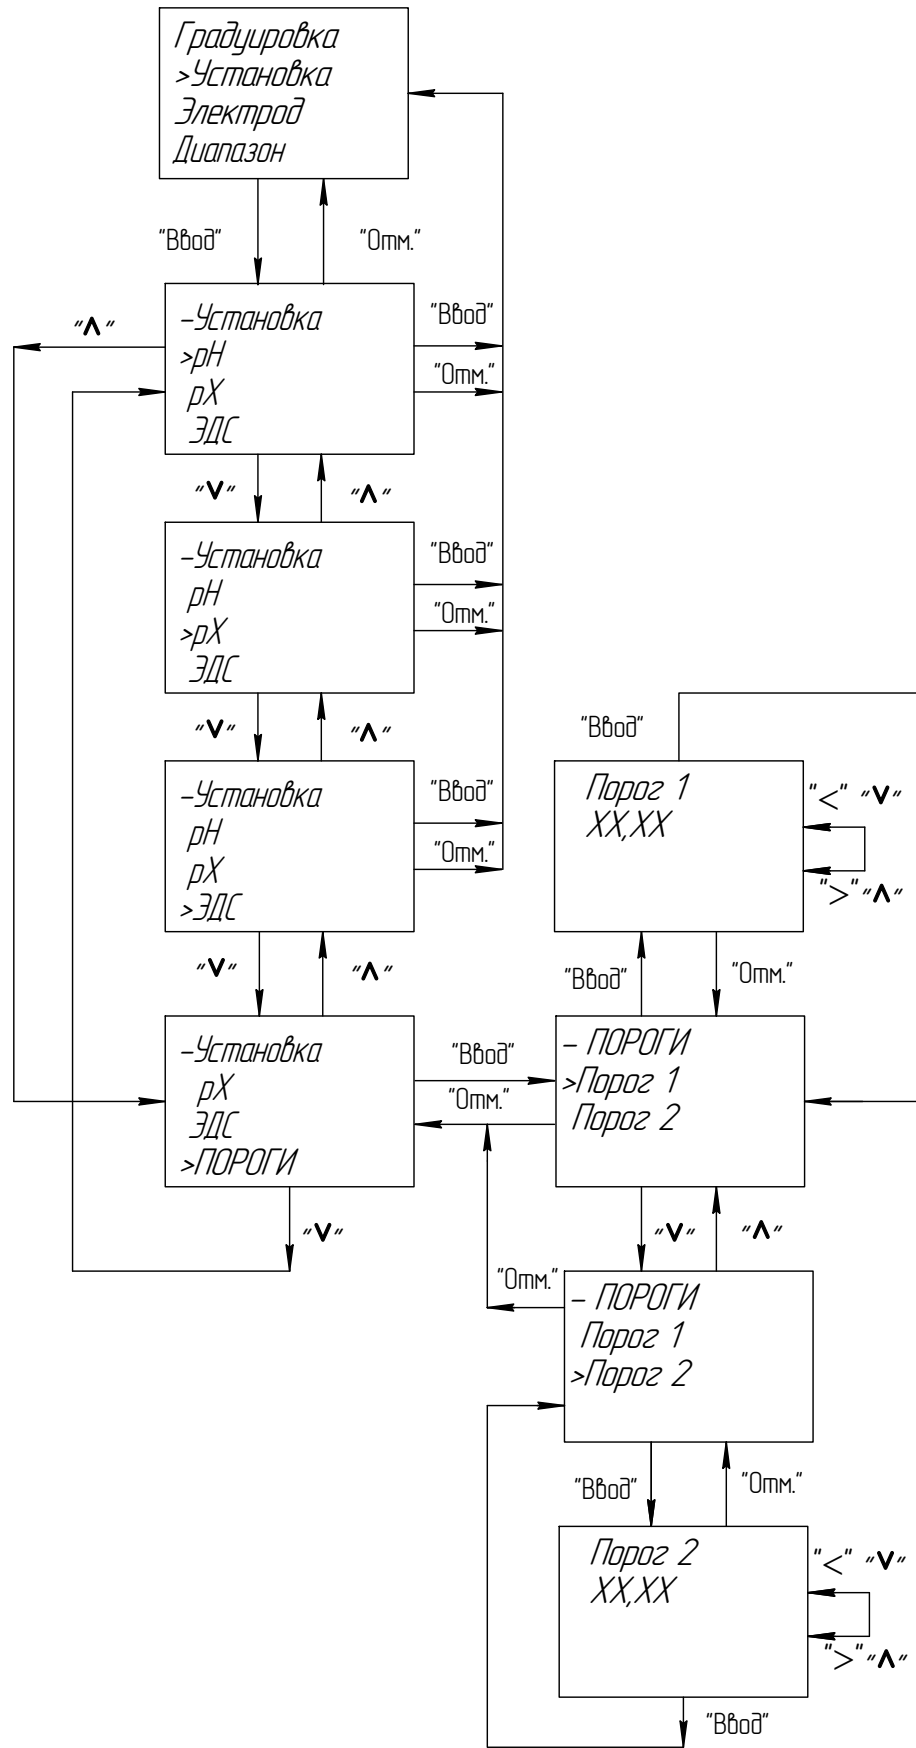 Градуировка
>Установка
Электрод
Диапазон
"Ввод" "Отм."
"Λ"
–Установка
>pH
pX
ЭДС
"Ввод"
"Отм."
"V" "Λ"
–Установка
pH
>pX
ЭДС
"Ввод"
"Отм."
"V" "Λ"
–Установка
pH
pX
>ЭДС
"Ввод"
"Отм."
"V" "Λ"
–Установка
pX
ЭДС
>ПОРОГИ
"V"
"Ввод"
"Отм."
"Ввод"
Порог 1
XX,XX
"<" "V"
">" "Λ"
"Ввод" "Отм."
– ПОРОГИ
>Порог 1
Порог 2
"V" "Λ"
"Отм."
– ПОРОГИ
Порог 1
>Порог 2
"Ввод" "Отм."
Порог 2
XX,XX
"<" "V"
">" "Λ"
"Ввод"